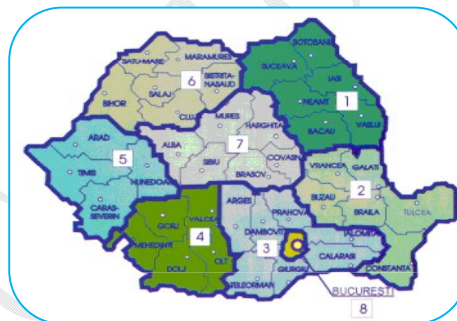 BOTOSANI
MARAMURES
SATU-MARE
SUCEAVA
BISTRITA-
NASAUD
IASI
6
SALAJ
BIHOR
NEAMT
1
CLUJ
MURES
HARGHITA
BACAU
VASLUI
ARAD
ALBA
7
5
COVASNA
VRANCEA
GALATI
TIMIS
SIBIU
HUNEDOARA
BRASOV
2
CARAS-
SEVERIN
ARGES
BUZAU
BRAILA
TULCEA
VALCEA
PRAHOVA
GORJ
DAMBOVITA
4
3
IALOMITA
MEHEDINTI
OLT
CALARASI
DOLJ
GIURGIU
CONSTANTA
TELEORMAN
BUCURESTI
8